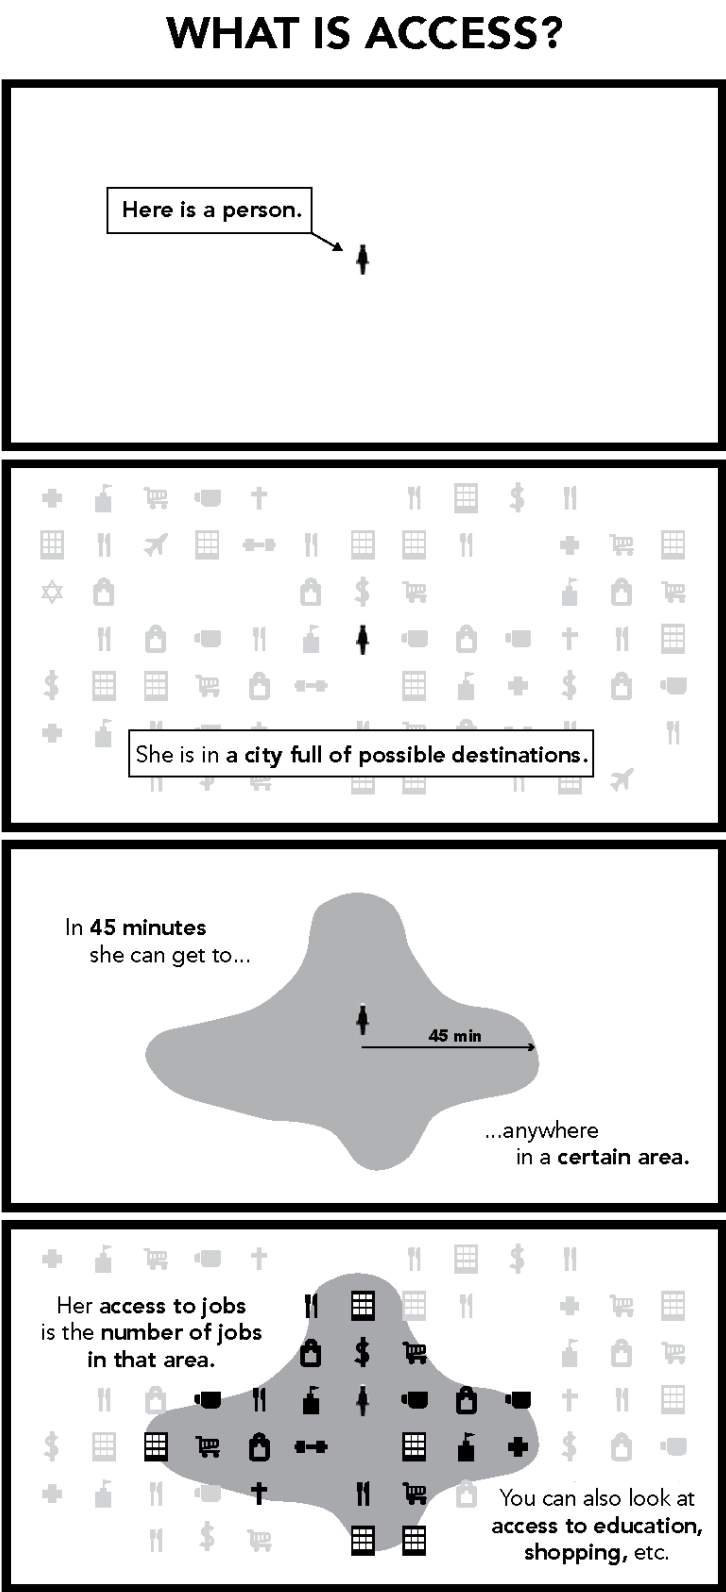 WHAT IS ACCESS?
Here is a person.
She is in a city full of possible destinations.
In 45 minutes
she can get to...
45 min
...anywhere
in a certain area.
Her access to jobs
is the number of jobs
in that area.
You can also look at
access to education,
shopping, etc.